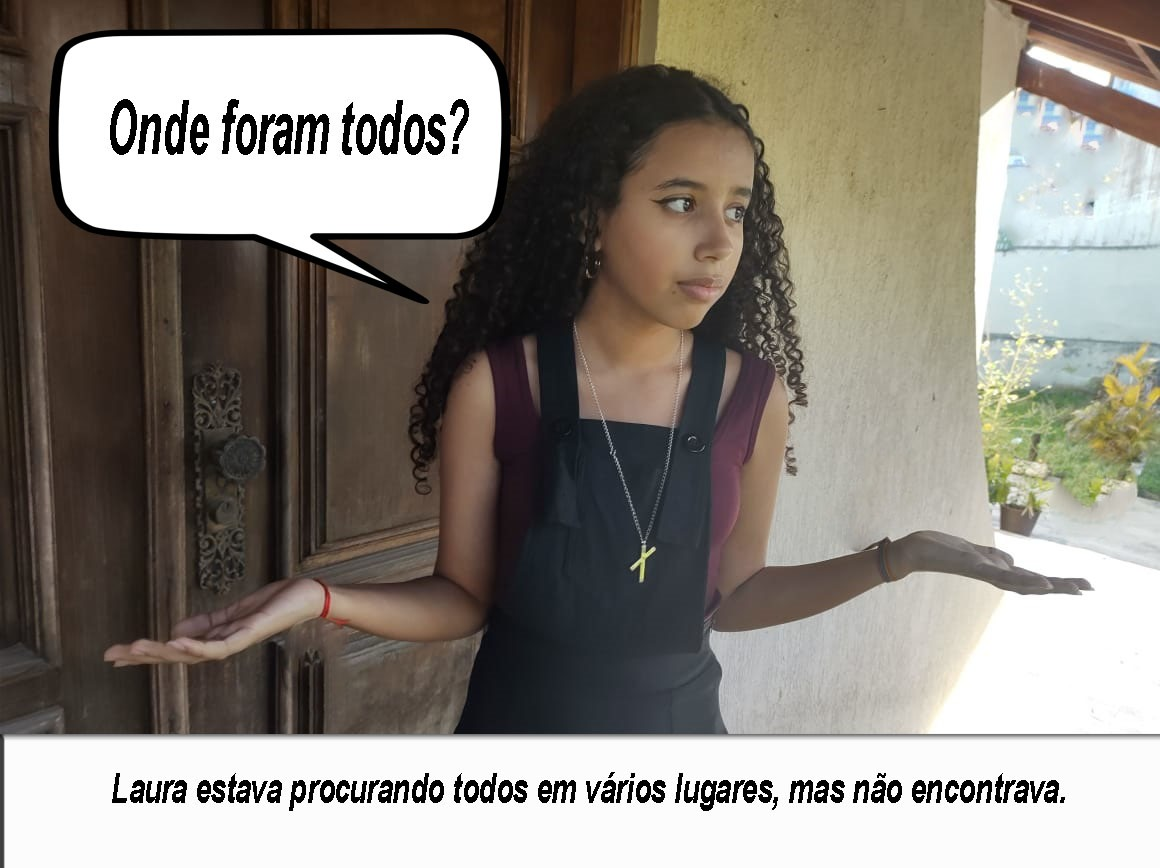 Onde foram todos?
Laura estava procurando todos em vários lugares, mas não encontrava.